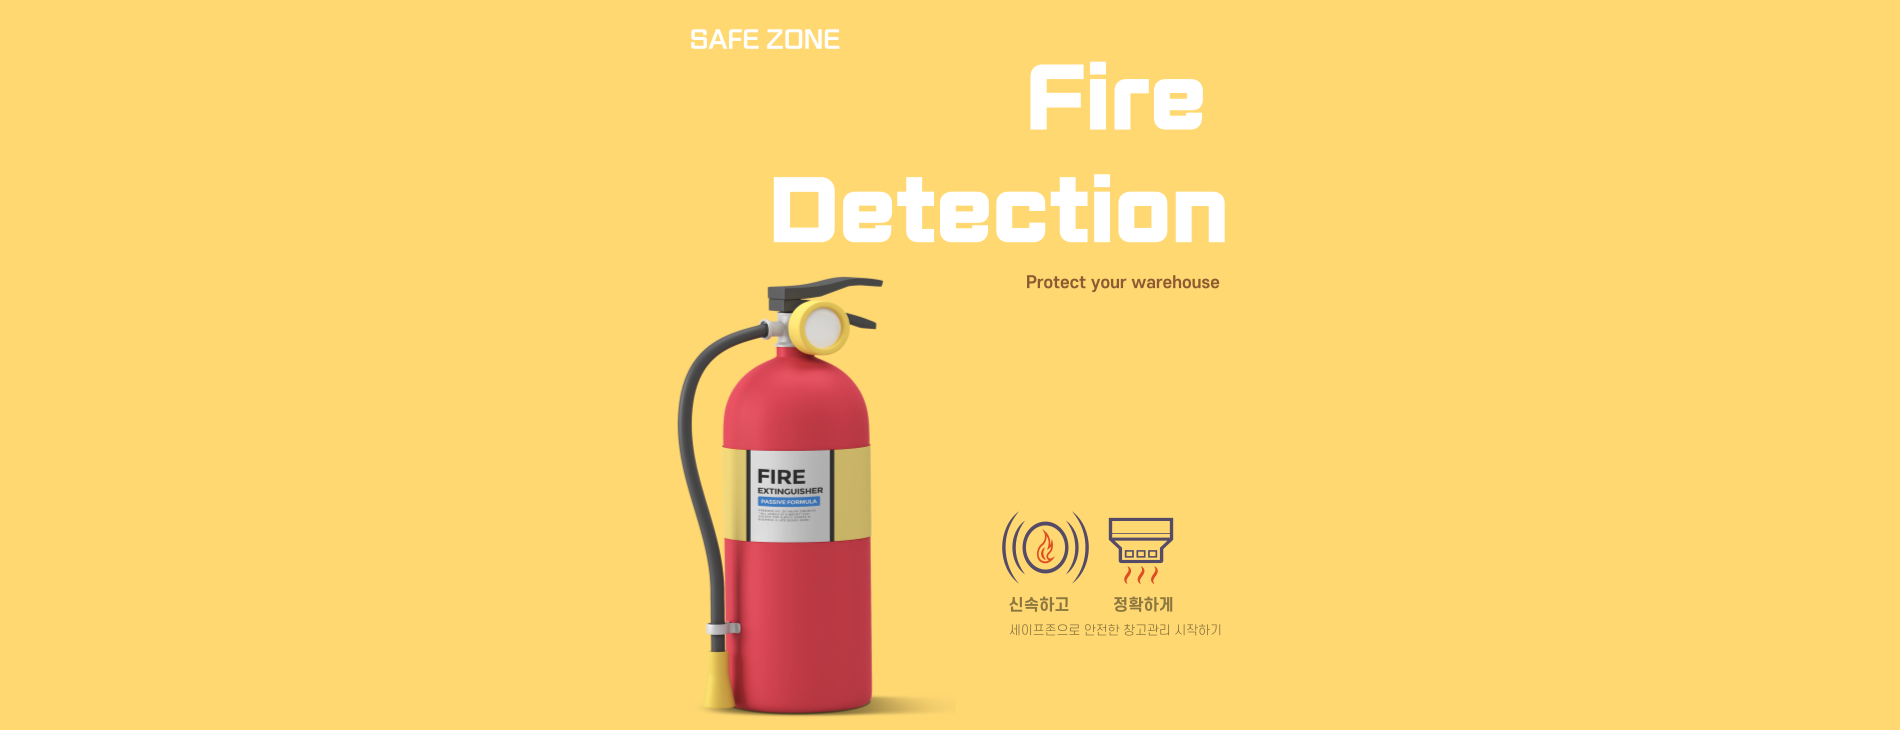 SAFE ZONE
Fire
Detection
Protect your warehouse
FIRE
EXTINGUISHER
PASSIVE FORMULA
신속하고 정확하게
세이프존으로 안전한 창고관리 시작하기